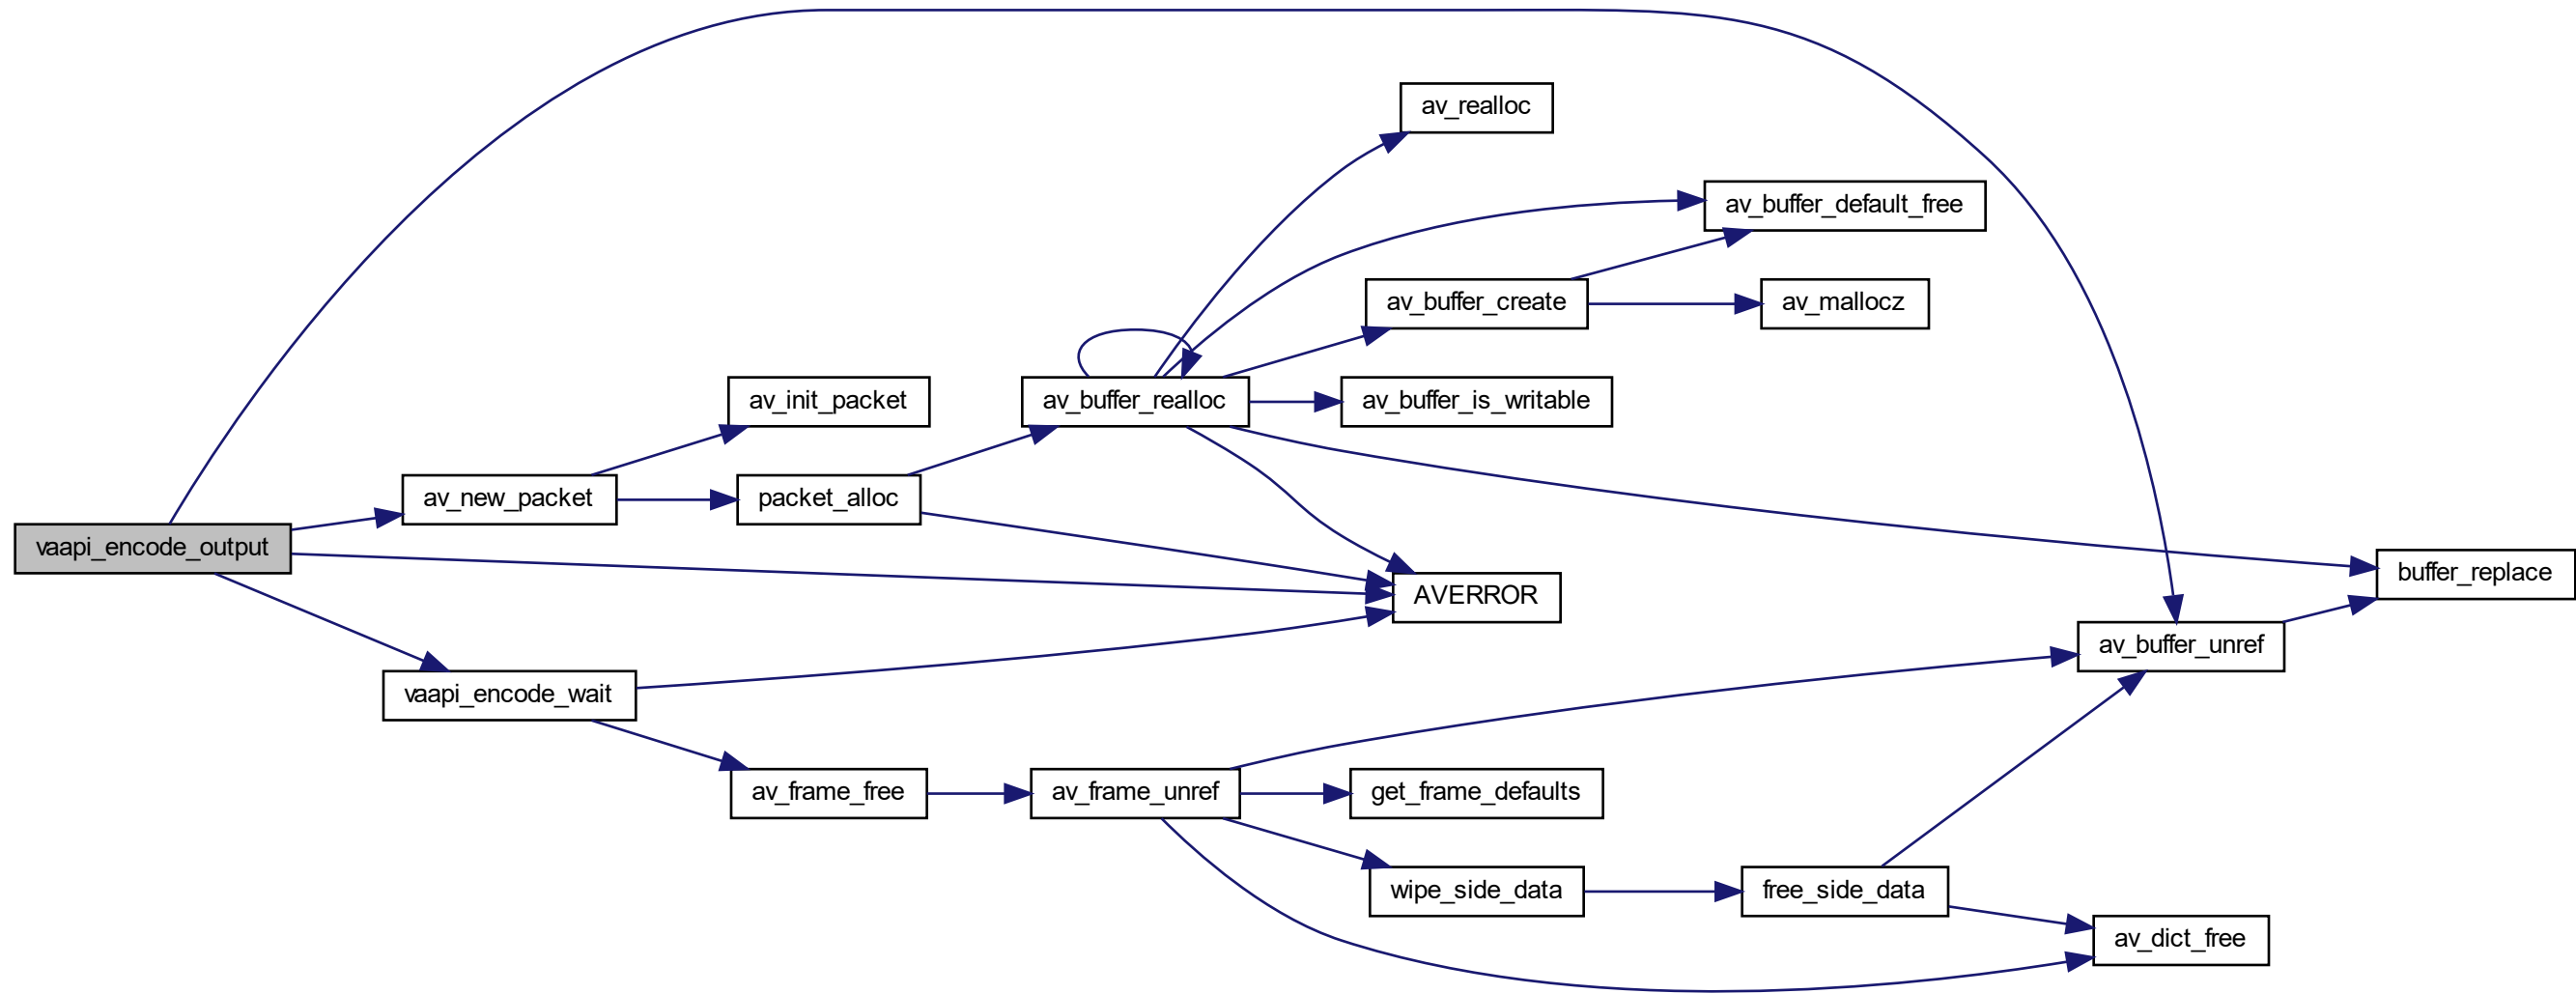 av_realloc
av_buffer_default_free
av_buffer_create
av_mallocz
av_init_packet
av_buffer_realloc
av_buffer_is_writable
av_new_packet
packet_alloc
vaapi_encode_output
AVERROR
buffer_replace
av_buffer_unref
vaapi_encode_wait
av_frame_free
av_frame_unref
get_frame_defaults
wipe_side_data
free_side_data
av_dict_free